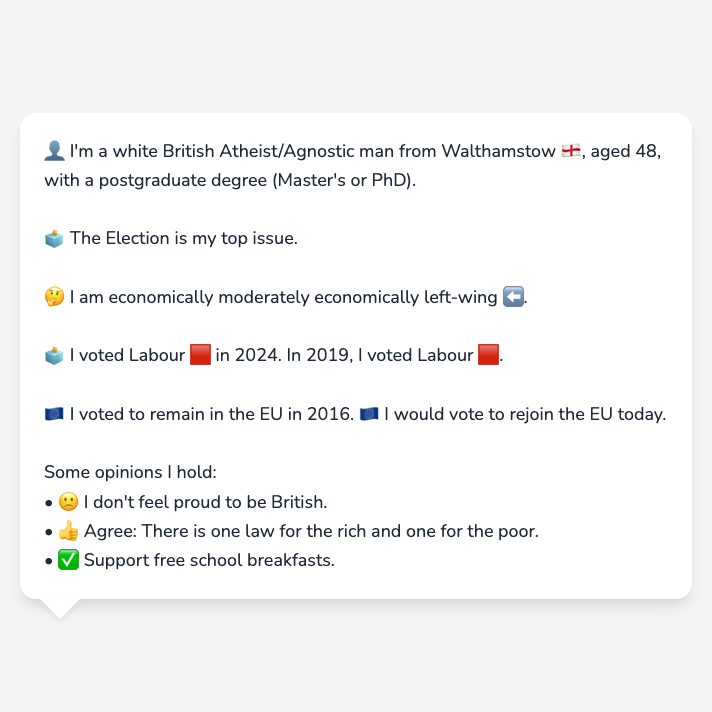 👤 I'm a white British Atheist/Agnostic man from Walthamstow 🏴󠁧󠁢󠁥󠁮󠁧󠁿, aged 48,
with a postgraduate degree (Master's or PhD).
🗳️ The Election is my top issue.
🤔 I am economically moderately economically left-wing ⬅️.
🗳️ I voted Labour 🟥 in 2024. In 2019, I voted Labour 🟥.
🇪🇺 I voted to remain in the EU in 2016. 🇪🇺 I would vote to rejoin the EU today.
Some opinions I hold:
• 🙁 I don't feel proud to be British.
• 👍 Agree: There is one law for the rich and one for the poor.
• ✅ Support free school breakfasts.